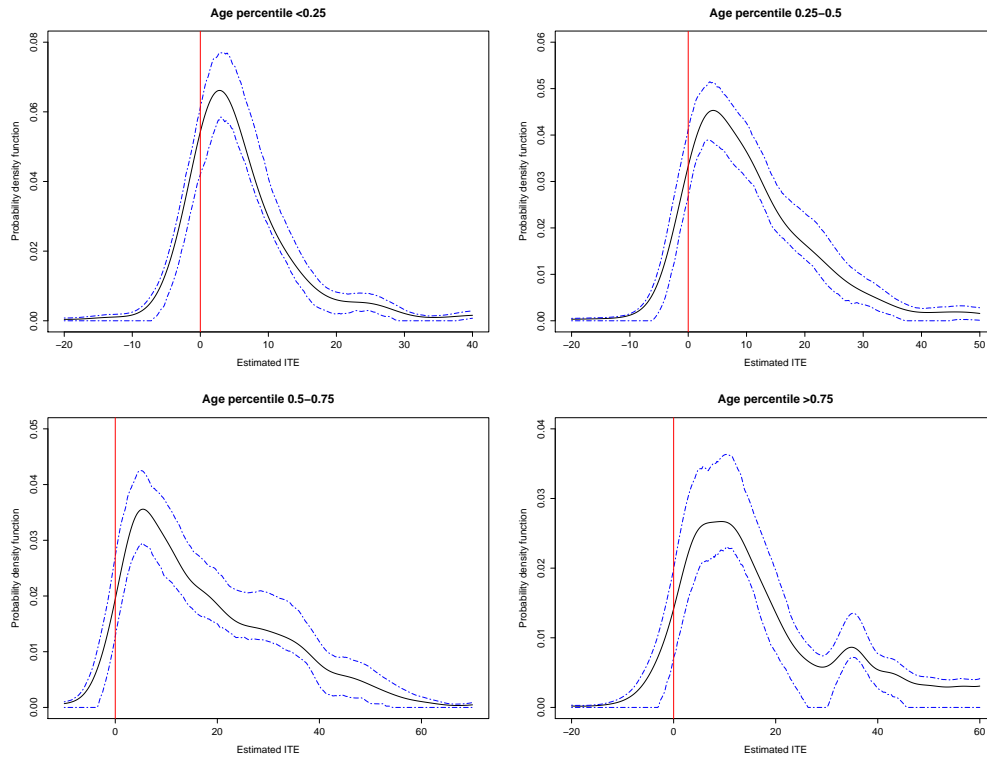 Age percentile <0.25
Probability density function
0.00 0.02 0.04 0.06 0.08
−20 −10 0 10 20 30 40
Estimated ITE
Age percentile 0.25−0.5
Probability density function
0.00 0.01 0.02 0.03 0.04 0.05 0.06
−20 −10 0 10 20 30 40 50
Estimated ITE
Age percentile 0.5−0.75
Probability density function
0.00 0.01 0.02 0.03 0.04 0.05
0 20 40 60
Estimated ITE
Age percentile >0.75
Probability density function
0.00 0.01 0.02 0.03 0.04
−20 0 20 40 60
Estimated ITE